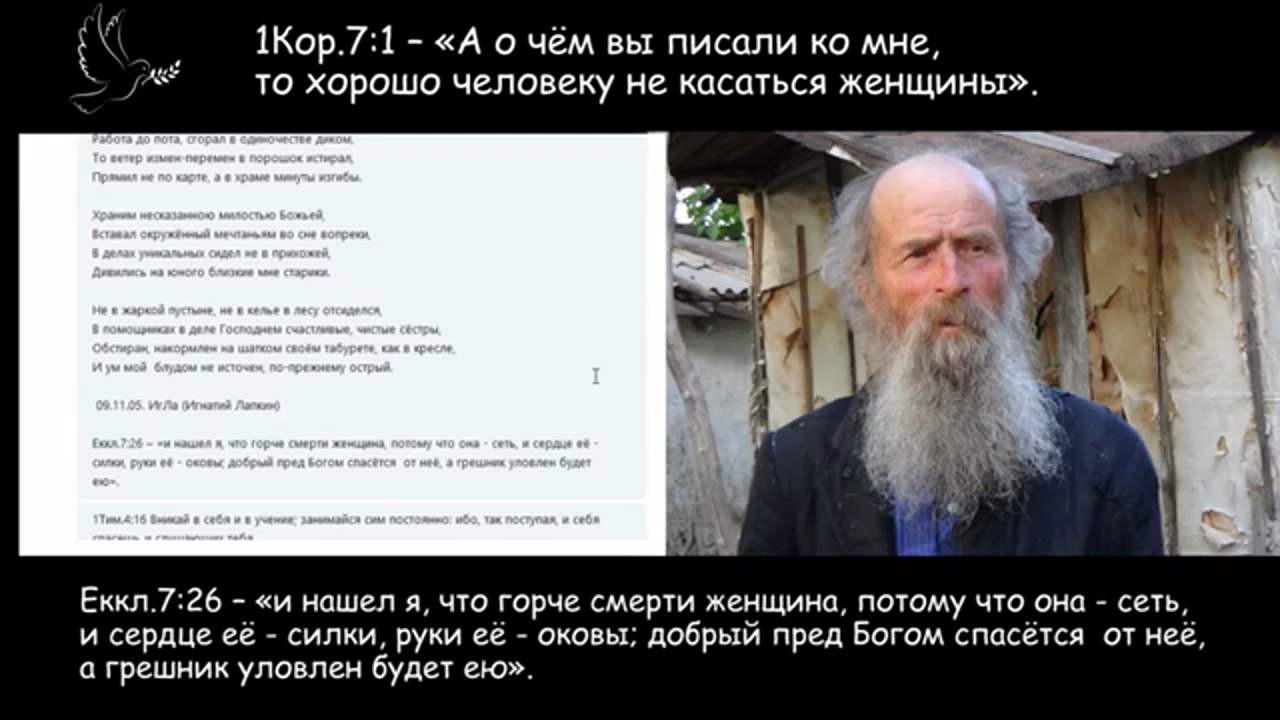 1Кор.7:1 – «А о чём вы писали ко мне,
то хорошо человеку не касаться женщины».
Работа до пота, сгорал в одиночестве диком,
То ветер измен-перемен в порошок истирал,
Прямил не по карте, а в храме минуты изгибы.
Храним несказанною милостью Божьей,
Вставал окружённый мечтаньям во сне вопреки,
В делах уникальных сидел не в прихожей,
Дивились на юного близкие мне старики.
Не в жаркой пустыне, не в келье в лесу отсиделся,
В помощниках в деле Господнем счастливые, чистые сёстры,
Обстиран, накормлен на шатком своём табурете, как в кресле,
И ум мой блудом не источен, по-прежнему острый.
09.11.05. ИгЛа (Игнатий Лапкин)
Еккл.7:26 – «и нашел я, что горче смерти женщина, потому что она - сеть, и сердце её -
силки, руки её - оковы; добрый пред Богом спасётся от неё, а грешник уловлен будет
ею».
1Тим.4:16 Вникай в себя и в учение; занимайся сим постоянно: ибо, так поступая, и себя
спасешь и слушающих тебя.
Еккл.7:26 – «и нашел я, что горче смерти женщина, потому что она - сеть,
и сердце её - силки, руки её - оковы; добрый пред Богом спасётся от неё,
а грешник уловлен будет ею».